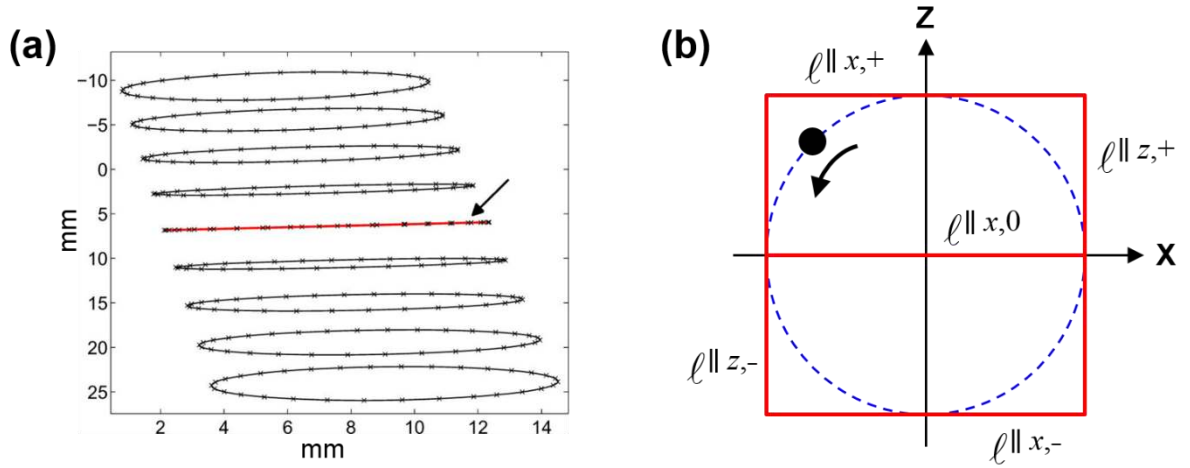 (a)
mm
−10
−5
0
5
10
15
20
25
2 4 6 8 10 12 14
mm
(b)
Z
X
ℓ∥ x,+
ℓ∥ z,+
ℓ∥ x,0
ℓ∥ z,−
ℓ∥ x,−